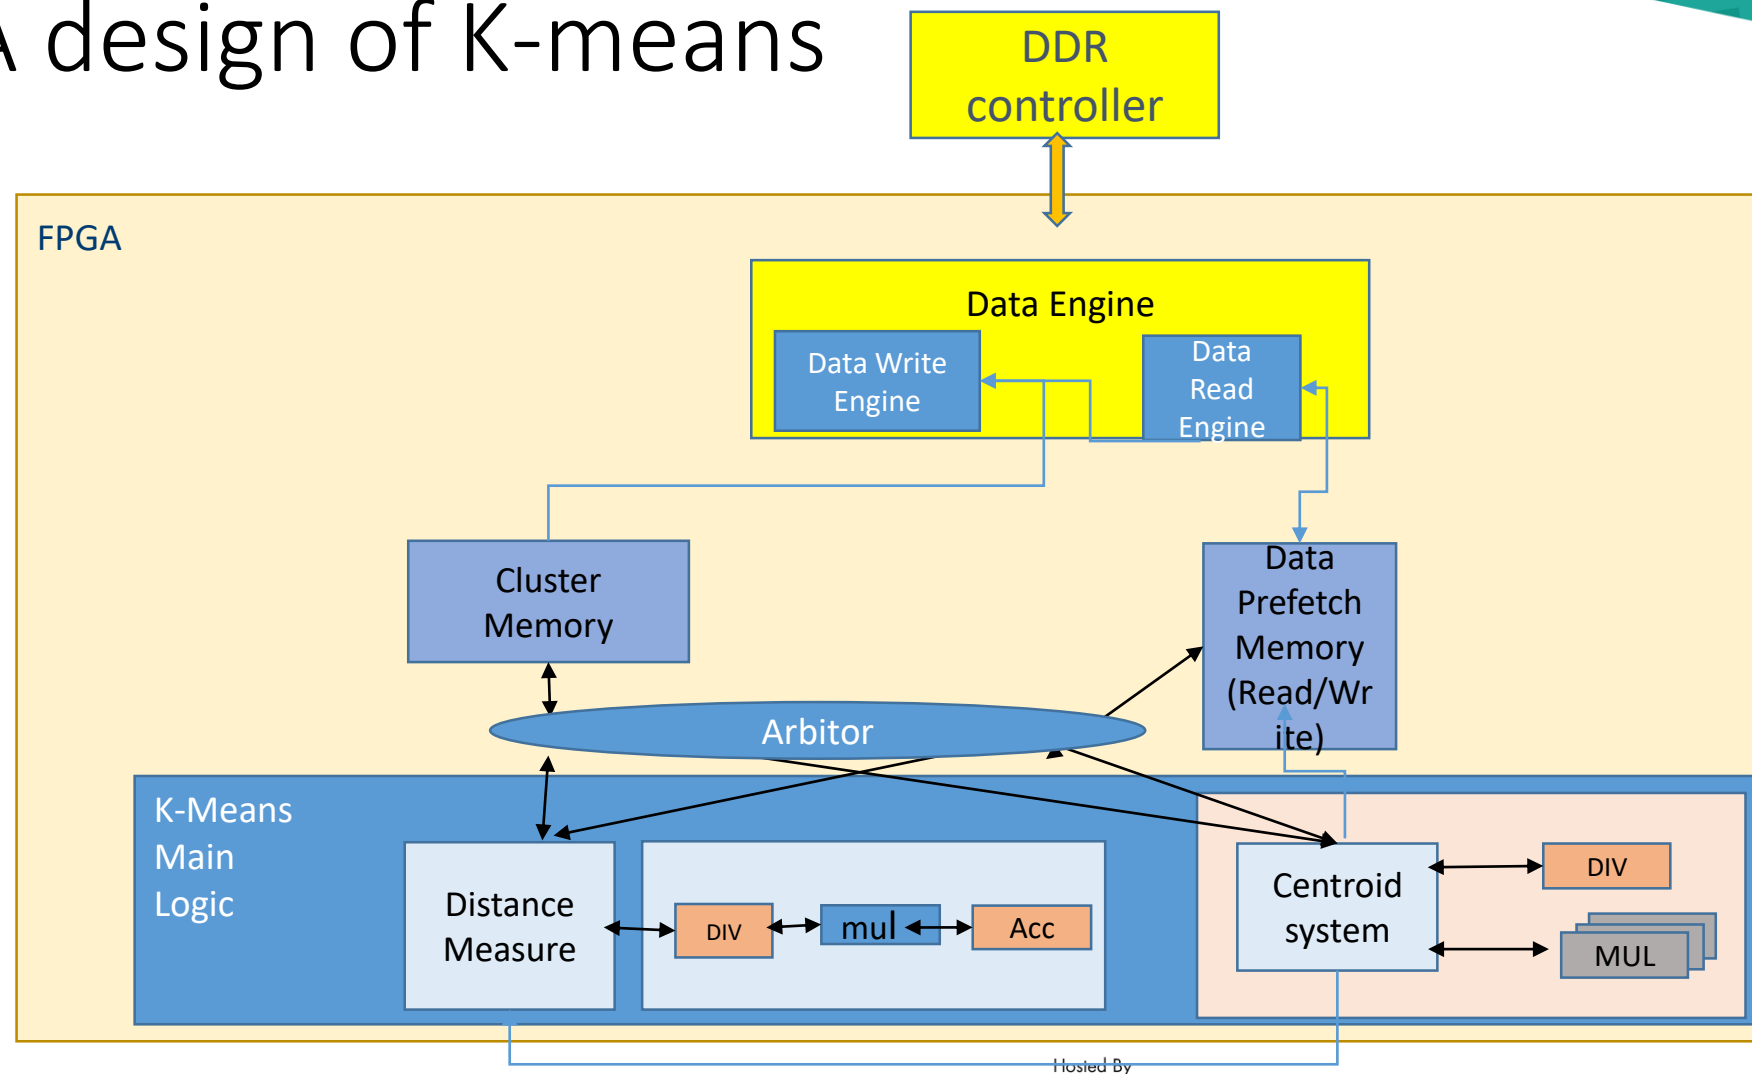 A design of K-means
DDR
controller
FPGA
Data Engine
Data Write
Engine
Data
Read
Engine
Cluster
Memory
Data
Prefetch
Memory
(Read/Wr
ite)
Arbitor
K-Means
Main
Logic
Distance
Measure
DIV
mul
Acc
Centroid
system
DIV
MUL
Hosted By